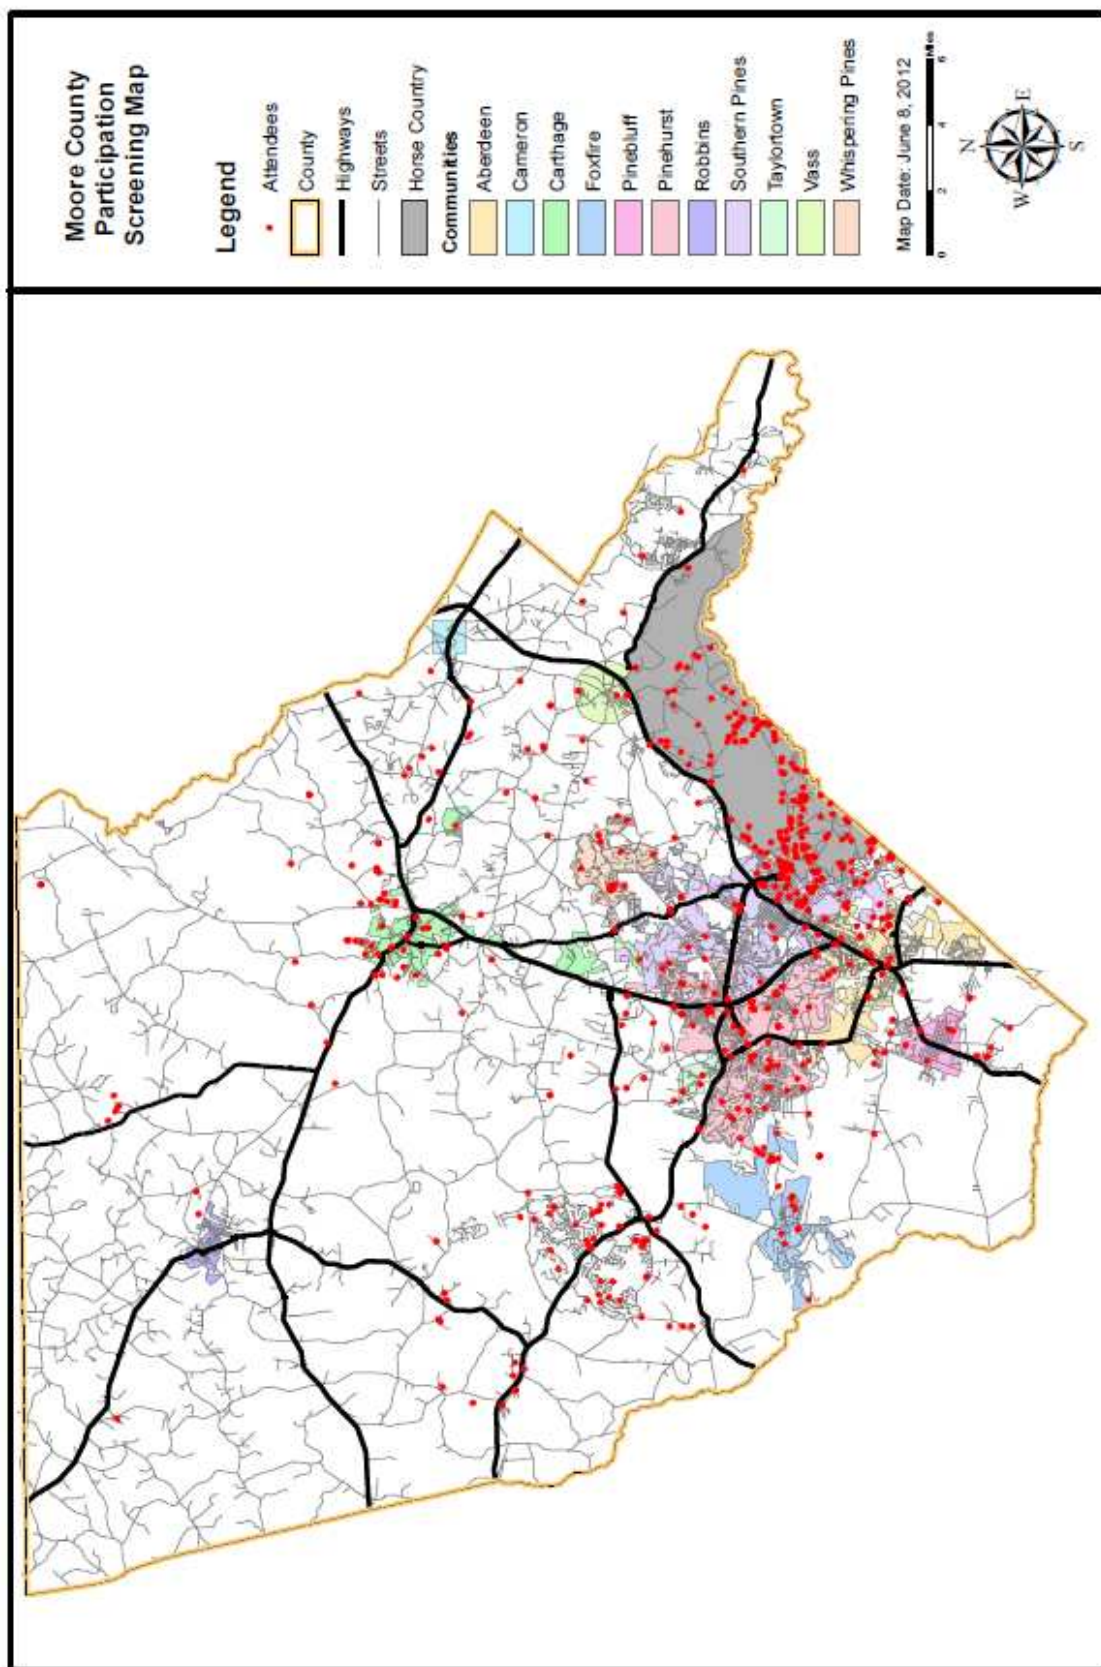 Moore County
Participation
Screening Map
Legend
Attendees
County
Highways
Streets
Horse Country
Communities
Aberdeen
Cameron
Carthage
Foxfire
Pinebluff
Pinehurst
Robbins
Southern Pines
Taylortown
Vass
Whispering Pines
Map Date: June 8, 2012
0 2 4 6
Miles
N
W E
S